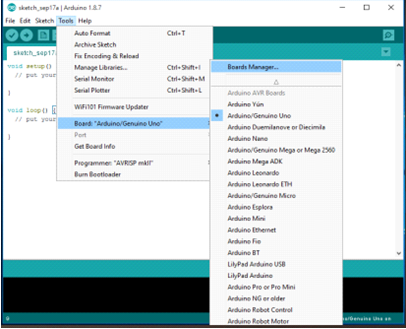 sketch_sep17a | Arduino 1.8.7
File Edit Sketch Tools Help
sketch_sep17a
void setup()
// put your
}
void loop() {
// put your
}
Auto Format Ctrl+T
Archive Sketch
Fix Encoding & Reload
Manage Libraries... Ctrl+Shift+I
Serial Monitor Ctrl+Shift+M
Serial Plotter Ctrl+Shift+L
WiFi101 Firmware Updater
Board: "Arduino/Genuino Uno"
Port
Get Board Info
Programmer: "AVRISP mkII"
Burn Bootloader
Boards Manager...
Arduino AVR Boards
Arduino Yún
Arduino/Genuino Uno
Arduino Duemilanove or Diecimila
Arduino Nano
Arduino/Genuino Mega or Mega 2560
Arduino Mega ADK
Arduino Leonardo
Arduino Leonardo ETH
Arduino/Genuino Micro
Arduino Esplora
Arduino Mini
Arduino Ethernet
Arduino Fio
Arduino BT
LilyPad Arduino USB
LilyPad Arduino
Arduino Pro or Pro Mini
Arduino NG or older
Arduino Robot Control
Arduino Robot Motor
/Genuino Uno on